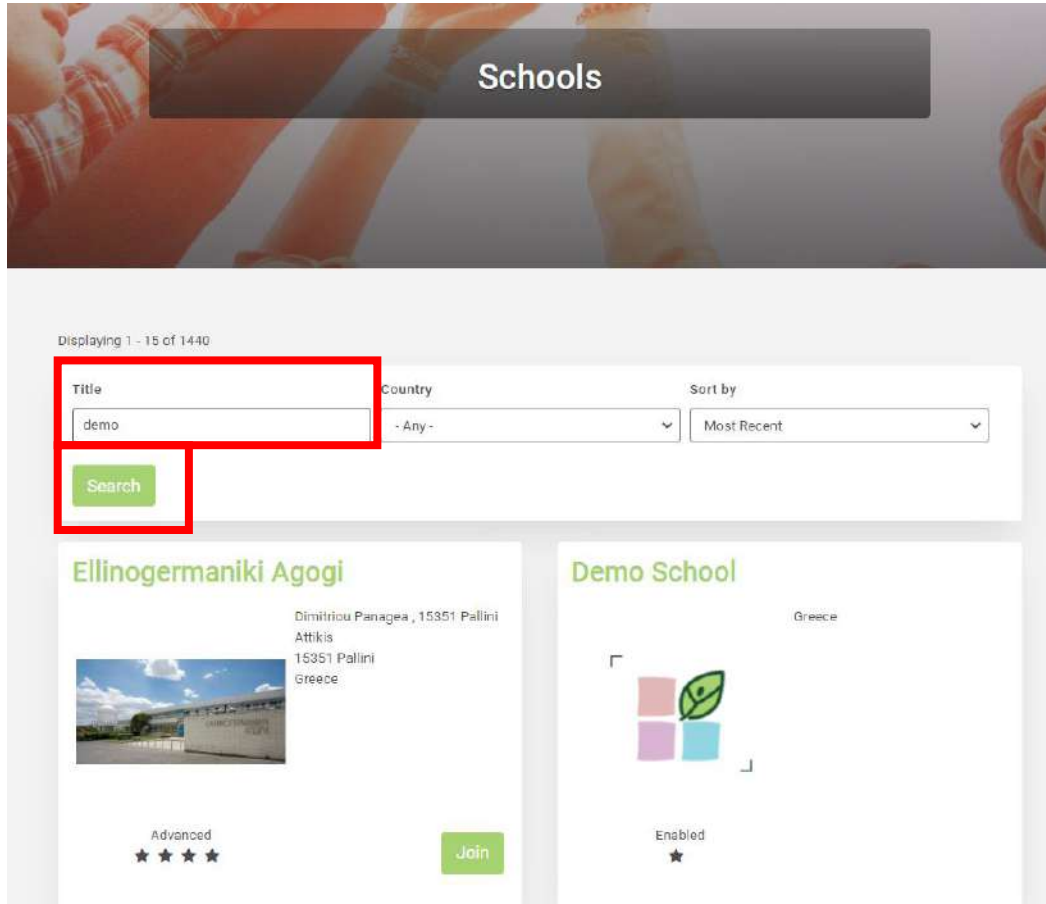 Schools
Displaying 1 - 15 of 1440
Title
Country
Sort by
demo
- Any -
Most Recent
Search
Ellinogermaniki Agogi
Demo School
Dimitriou Panagea , 15351 Pallini
Attikis
15351 Pallini
Greece
Greece
Advanced
Join
Enabled